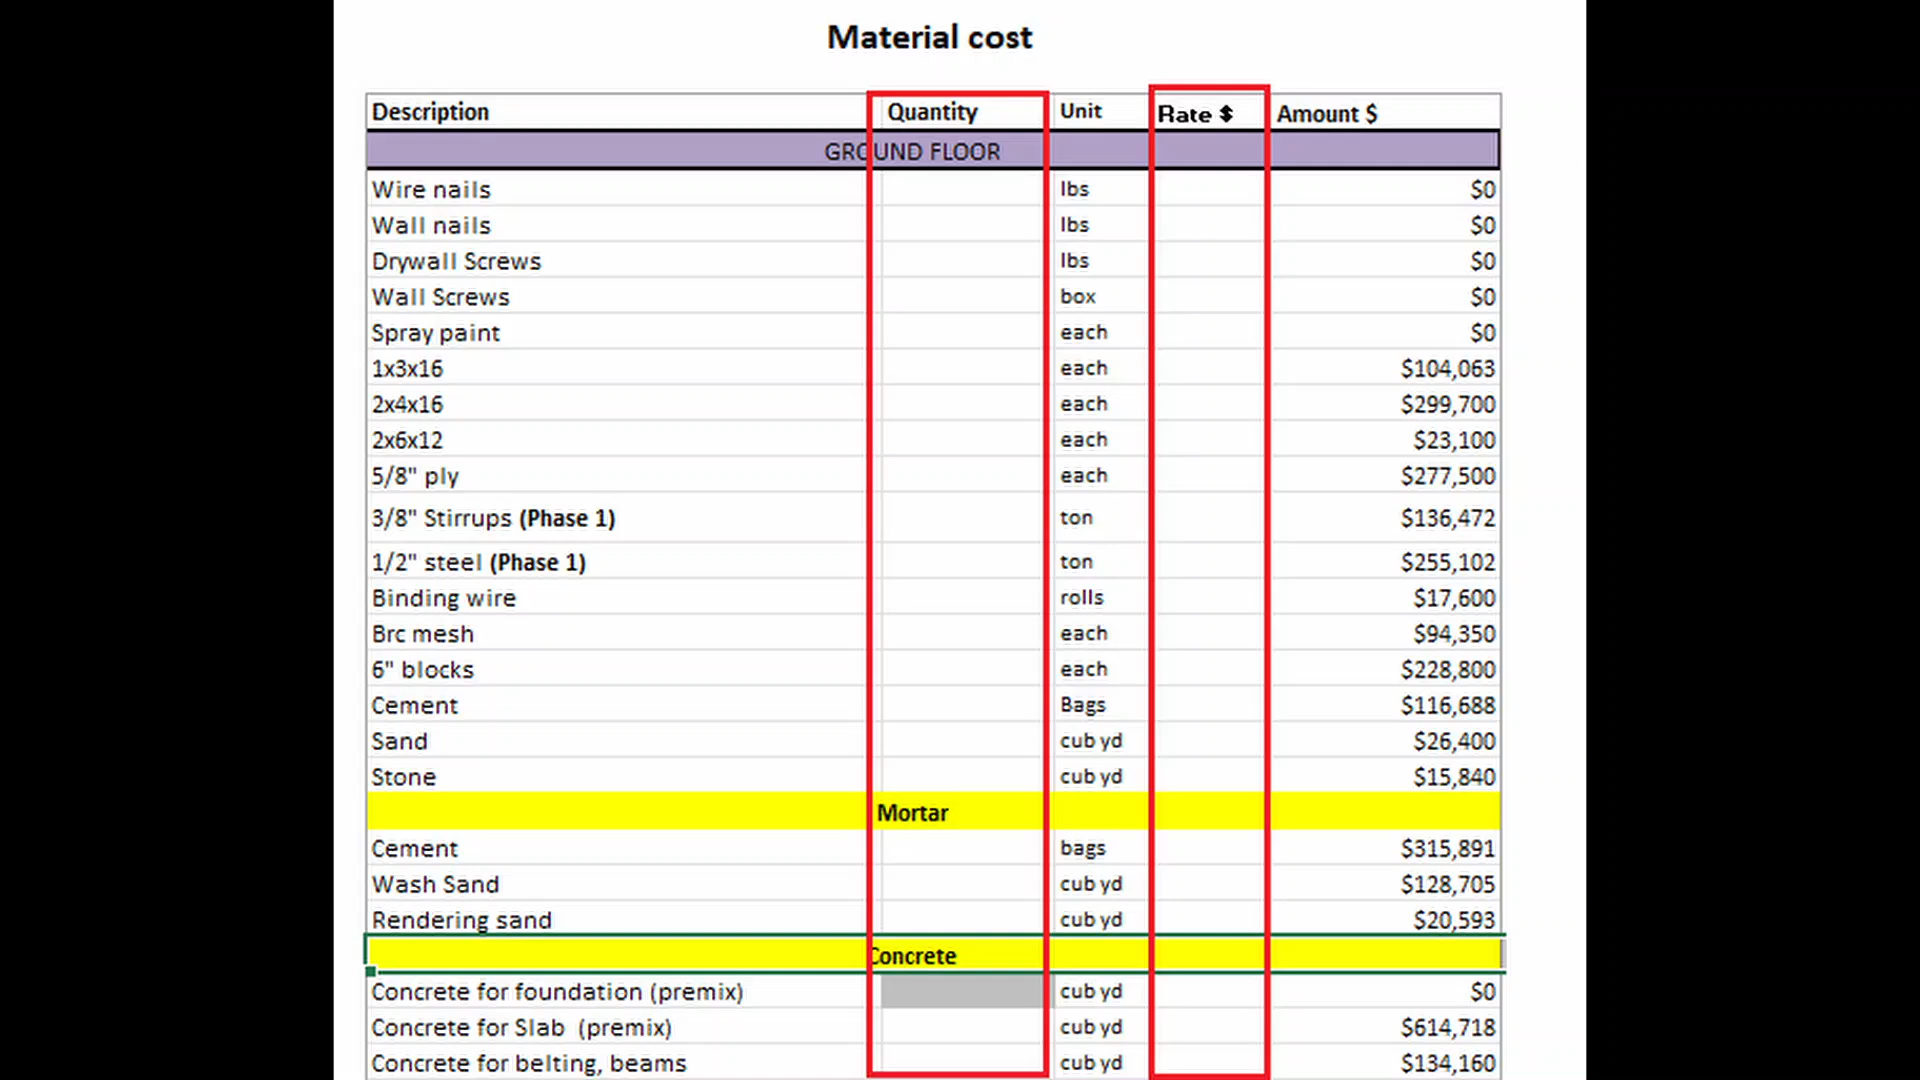 Material cost
Description Quantity Unit Rate $ Amount $
GROUND FLOOR
Wire nails lbs $0
Wall nails lbs $0
Drywall Screws lbs $0
Wall Screws box $0
Spray paint each $0
1x3x16 each $104,063
2x4x16 each $299,700
2x6x12 each $23,100
5/8" ply each $277,500
3/8" Stirrups (Phase 1) ton $136,472
1/2" steel (Phase 1) ton $255,102
Binding wire rolls $17,600
Brc mesh each $94,350
6" blocks each $228,800
Cement Bags $116,688
Sand cub yd $26,400
Stone cub yd $15,840
Mortar
Cement bags $315,891
Wash Sand cub yd $128,705
Rendering sand cub yd $20,593
Concrete
Concrete for foundation (premix) cub yd $0
Concrete for Slab (premix) cub yd $614,718
Concrete for belting, beams cub yd $134,160